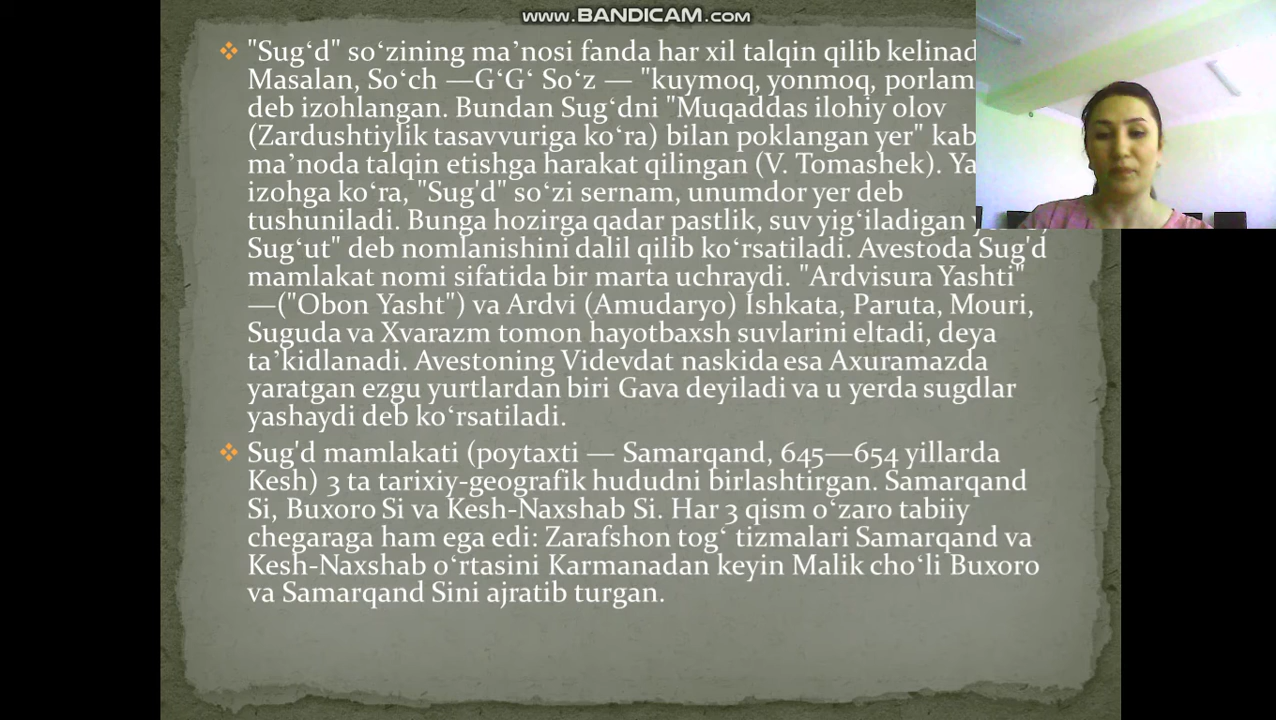 www.BANDICAM.com
"Sug‘d" so‘zining ma’nosi fanda har xil talqin qilib kelinad
Masalan, So‘ch —G‘G‘ So‘z — "kuymoq, yonmoq, porlam
deb izohlangan. Bundan Sug‘dni "Muqaddas ilohiy olov
(Zardushtiylik tasavvuriga ko‘ra) bilan poklangan yer" kab
ma’noda talqin etishga harakat qilingan (V. Tomashek). Ya
izohga ko‘ra, "Sug'd" so‘zi sernam, unumdor yer deb
tushuniladi. Bunga hozirga qadar pastlik, suv yig‘iladigan
Sug‘ut" deb nomlanishini dalil qilib ko‘rsatiladi. Avestoda Sug'd
mamlakat nomi sifatida bir marta uchraydi. "Ardvisura Yashti"
—("Obon Yasht") va Ardvi (Amudaryo) Ishkata, Paruta, Mouri,
Suguda va Xvarazm tomon hayotbaxsh suvlarini eltadi, deya
ta’kidlanadi. Avestoning Videvdat naskida esa Axuramazda
yaratgan ezgu yurtlardan biri Gava deyiladi va u yerda sugdlar
yashaydi deb ko‘rsatiladi.
Sug'd mamlakati (poytaxti — Samarqand, 645—654 yillarda
Kesh) 3 ta tarixiy-geografik hududni birlashtirgan. Samarqand
Si, Buxoro Si va Kesh-Naxshab Si. Har 3 qism o‘zaro tabiiy
chegaraga ham ega edi: Zarafshon tog‘ tizmalari Samarqand va
Kesh-Naxshab o‘rtasini Karmanadan keyin Malik cho‘li Buxoro
va Samarqand Sini ajratib turgan.